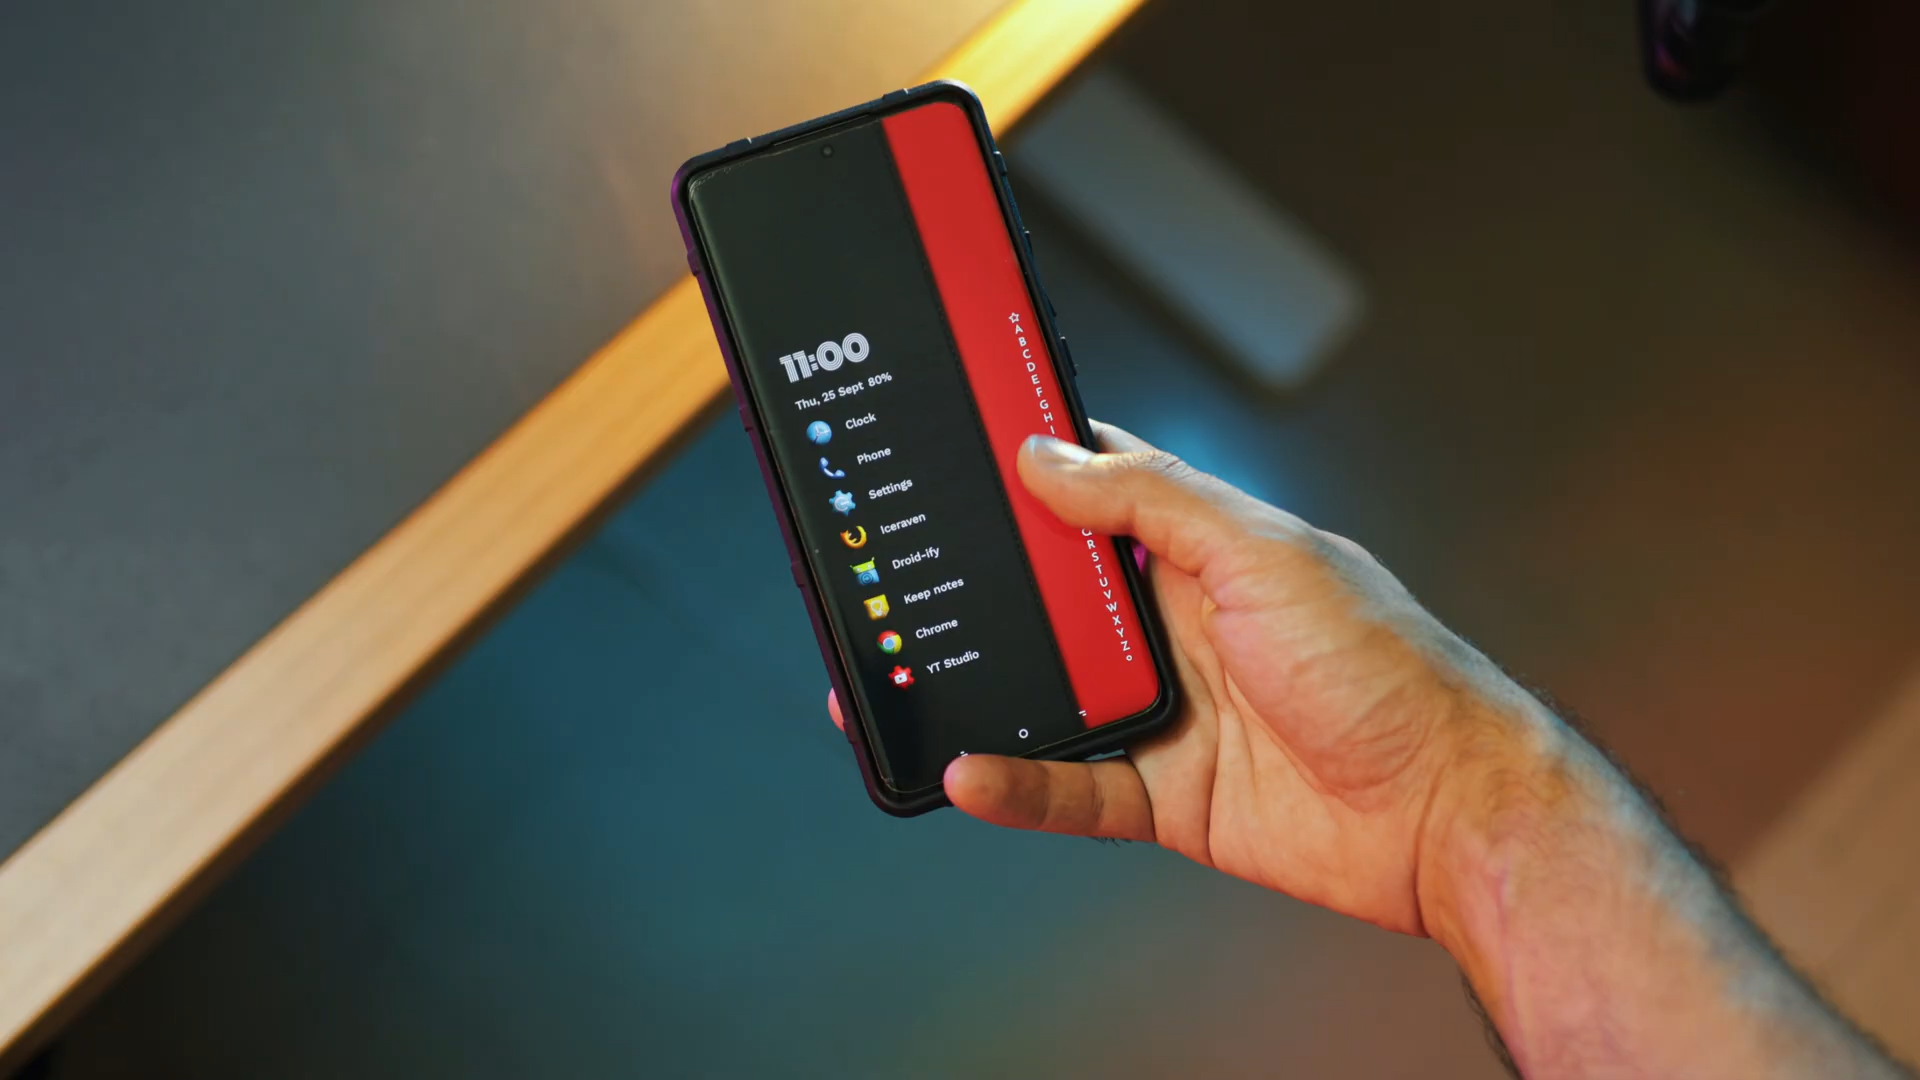 11:00
Thu, 25 Sept 80%
Clock
Phone
Settings
Iceraven
Droid-ify
Keep notes
Chrome
YT Studio
A
B
C
D
E
F
G
H
I
R
S
T
U
V
W
X
Y
Z